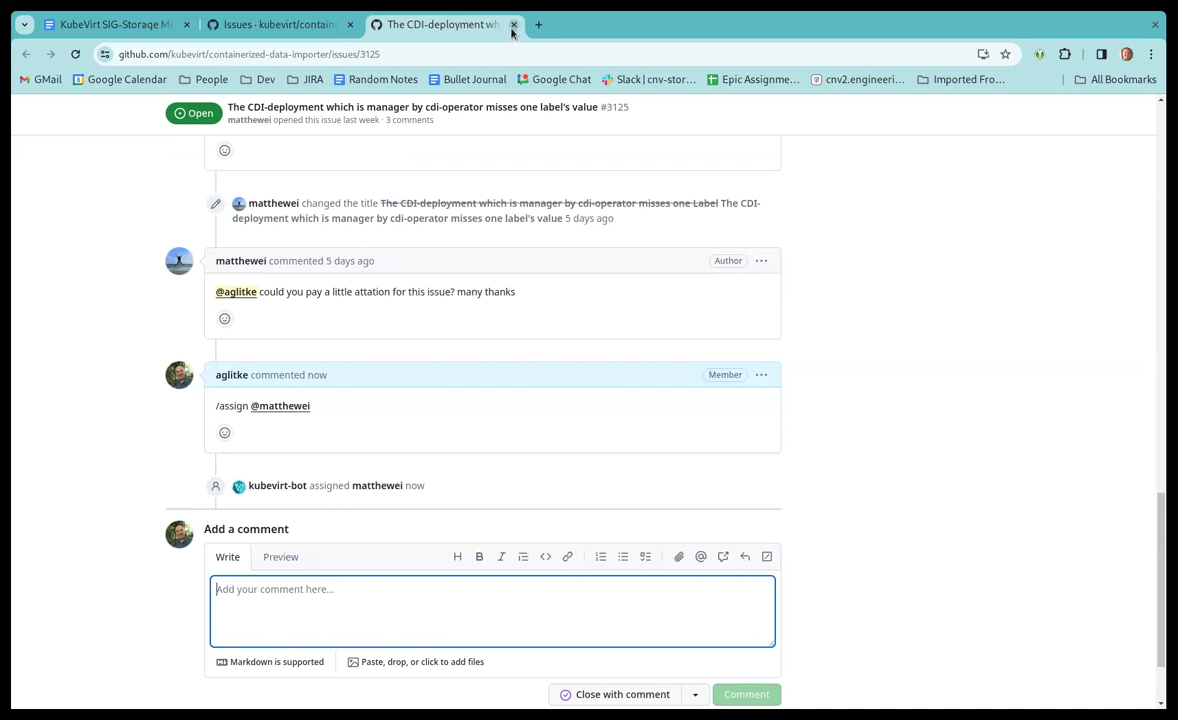 KubeVirt SIG-Storage Me
Issues · kubevirt/contain
The CDI-deployment wh
github.com/kubevirt/containerized-data-importer/issues/3125
GMail
Google Calendar
People
Dev
JIRA
Random Notes
Bullet Journal
Google Chat
Slack | cnv-stor...
Epic Assignme...
cnv2.engineeri...
Imported Fro...
All Bookmarks
Open
The CDI-deployment which is manager by cdi-operator misses one label's value #3125
matthewei opened this issue last week · 3 comments
matthewei changed the title The CDI-deployment which is manager by cdi-operator misses one Label The CDI-
deployment which is manager by cdi-operator misses one label's value 5 days ago
matthewei commented 5 days ago
Author
@aglitke could you pay a little attation for this issue? many thanks
aglitke commented now
Member
/assign @matthewei
kubevirt-bot assigned matthewei now
Add a comment
Write
Preview
Add your comment here...
Markdown is supported
Paste, drop, or click to add files
Close with comment
Comment